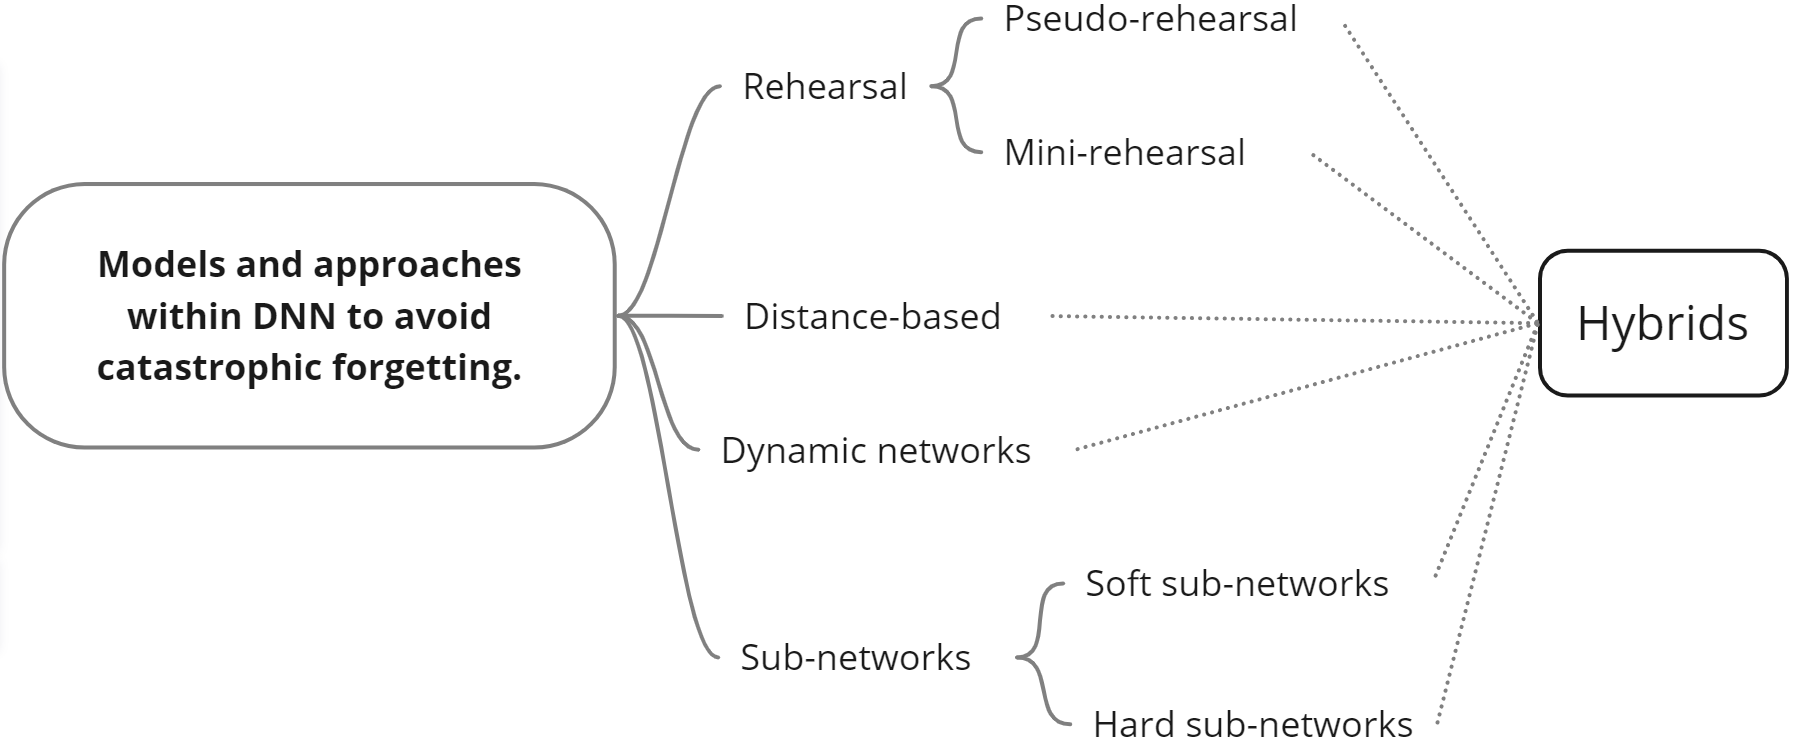 Models and approaches
within DNN to avoid
catastrophic forgetting.
Rehearsal
Pseudo-rehearsal
Mini-rehearsal
Distance-based
Dynamic networks
Sub-networks
Soft sub-networks
Hard sub-networks
Hybrids